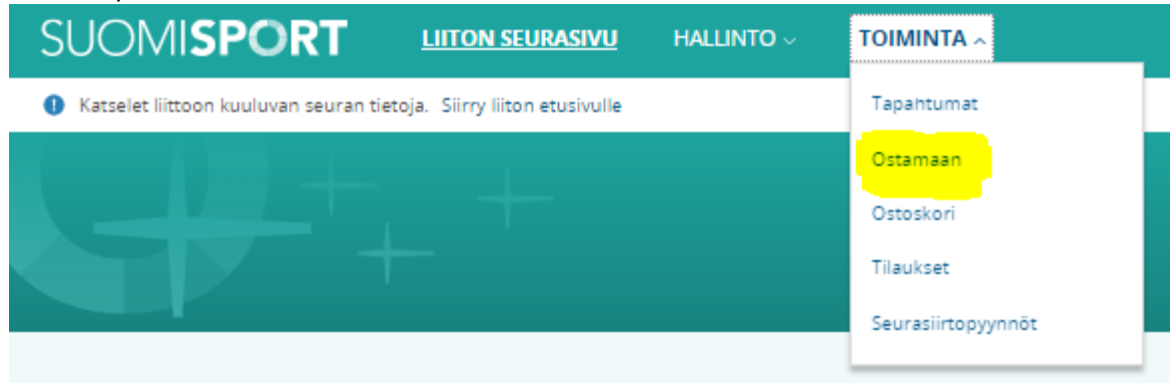 SUOMISPORT LIITON SEURASIVU HALLINTO TOIMINTA
Katselet liittoon kuuluvan seuran tietoja. Siirry liiton etusivulle
Tapahtumat
Ostamaan
Ostoskori
Tilaukset
Seurasiirtopyynnöt